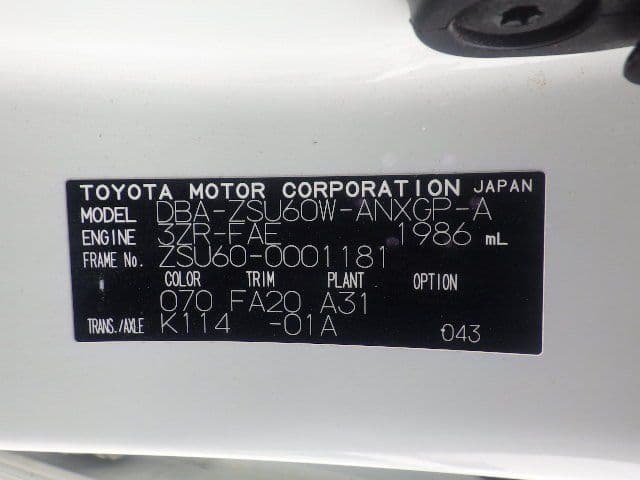 TOYOTA MOTOR CORPORATION JAPAN
MODEL DBA-ZSU60W-ANXGP-A
ENGINE 3ZR-FAE 1986 mL
FRAME No. ZSU60-0001181
COLOR TRIM PLANT OPTION
070 FA20 A31
TRANS./AXLE K114 -01A 043